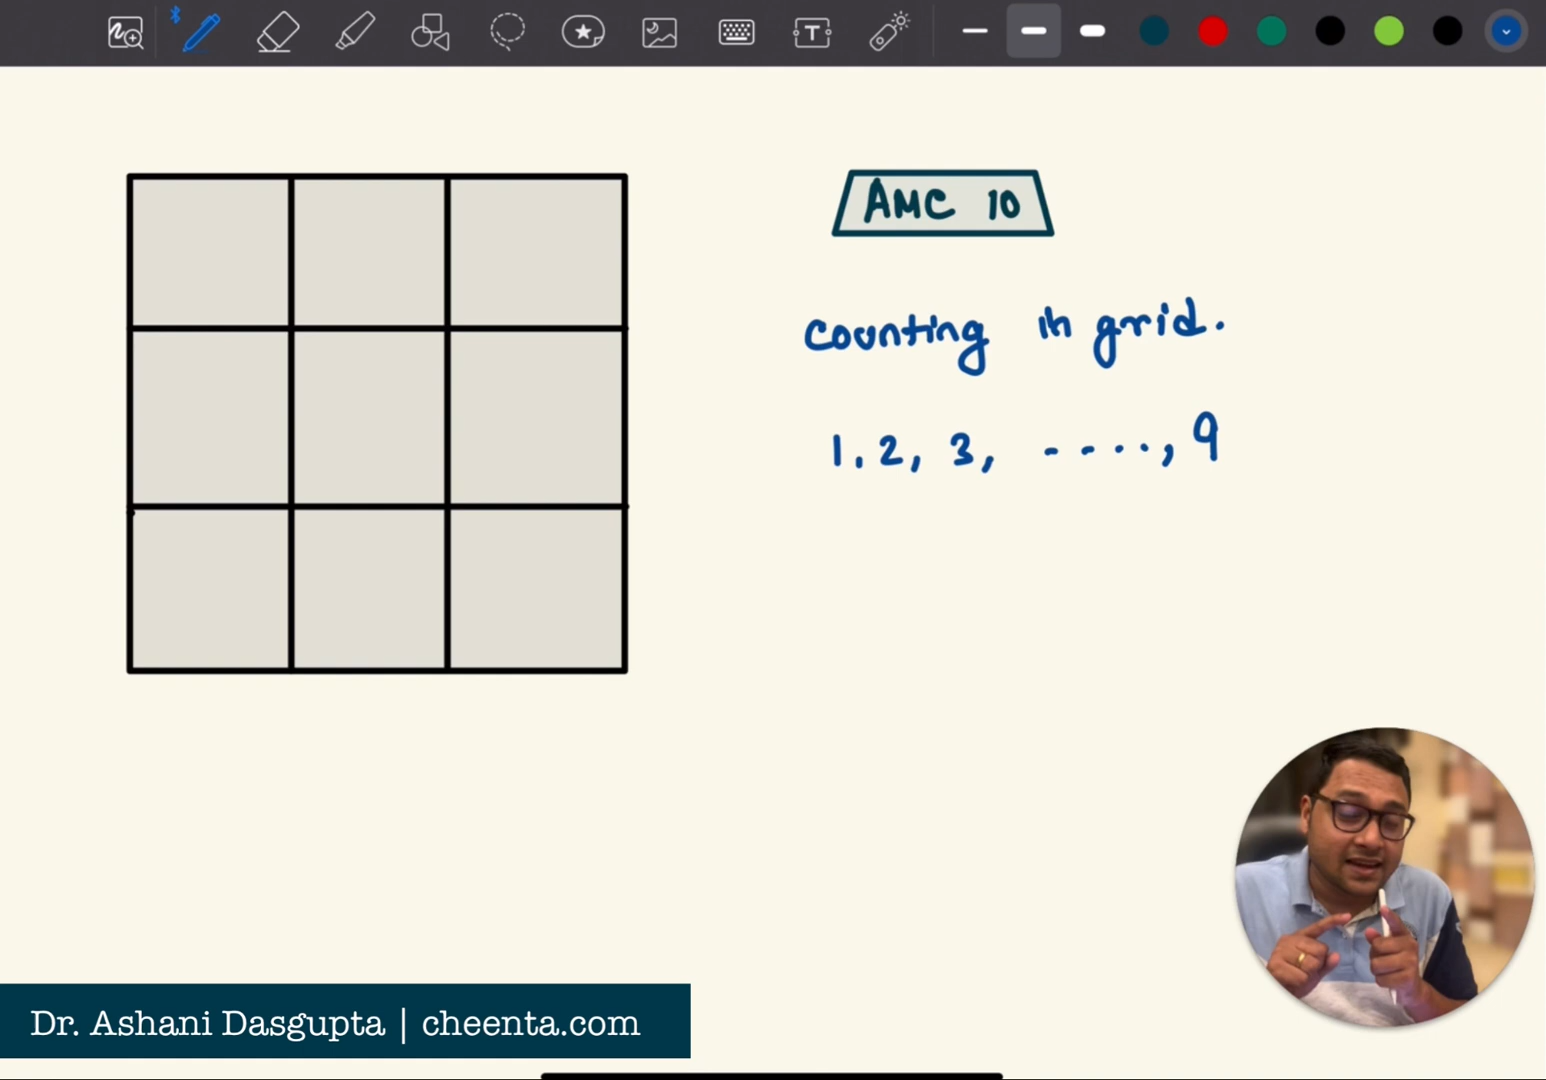 AMC 10
Counting in grid.
1. 2, 3, ----, 9
Dr. Ashani Dasgupta | cheenta.com